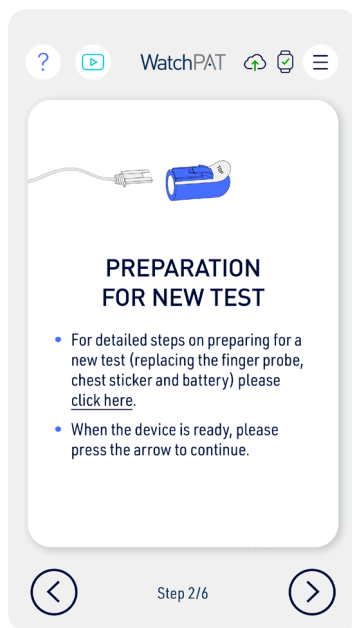 ?
WatchPAT
TOP
PREPARATION
FOR NEW TEST
• For detailed steps on preparing for a
new test (replacing the finger probe,
chest sticker and battery) please
click here.
• When the device is ready, please
press the arrow to continue.
Step 2/6